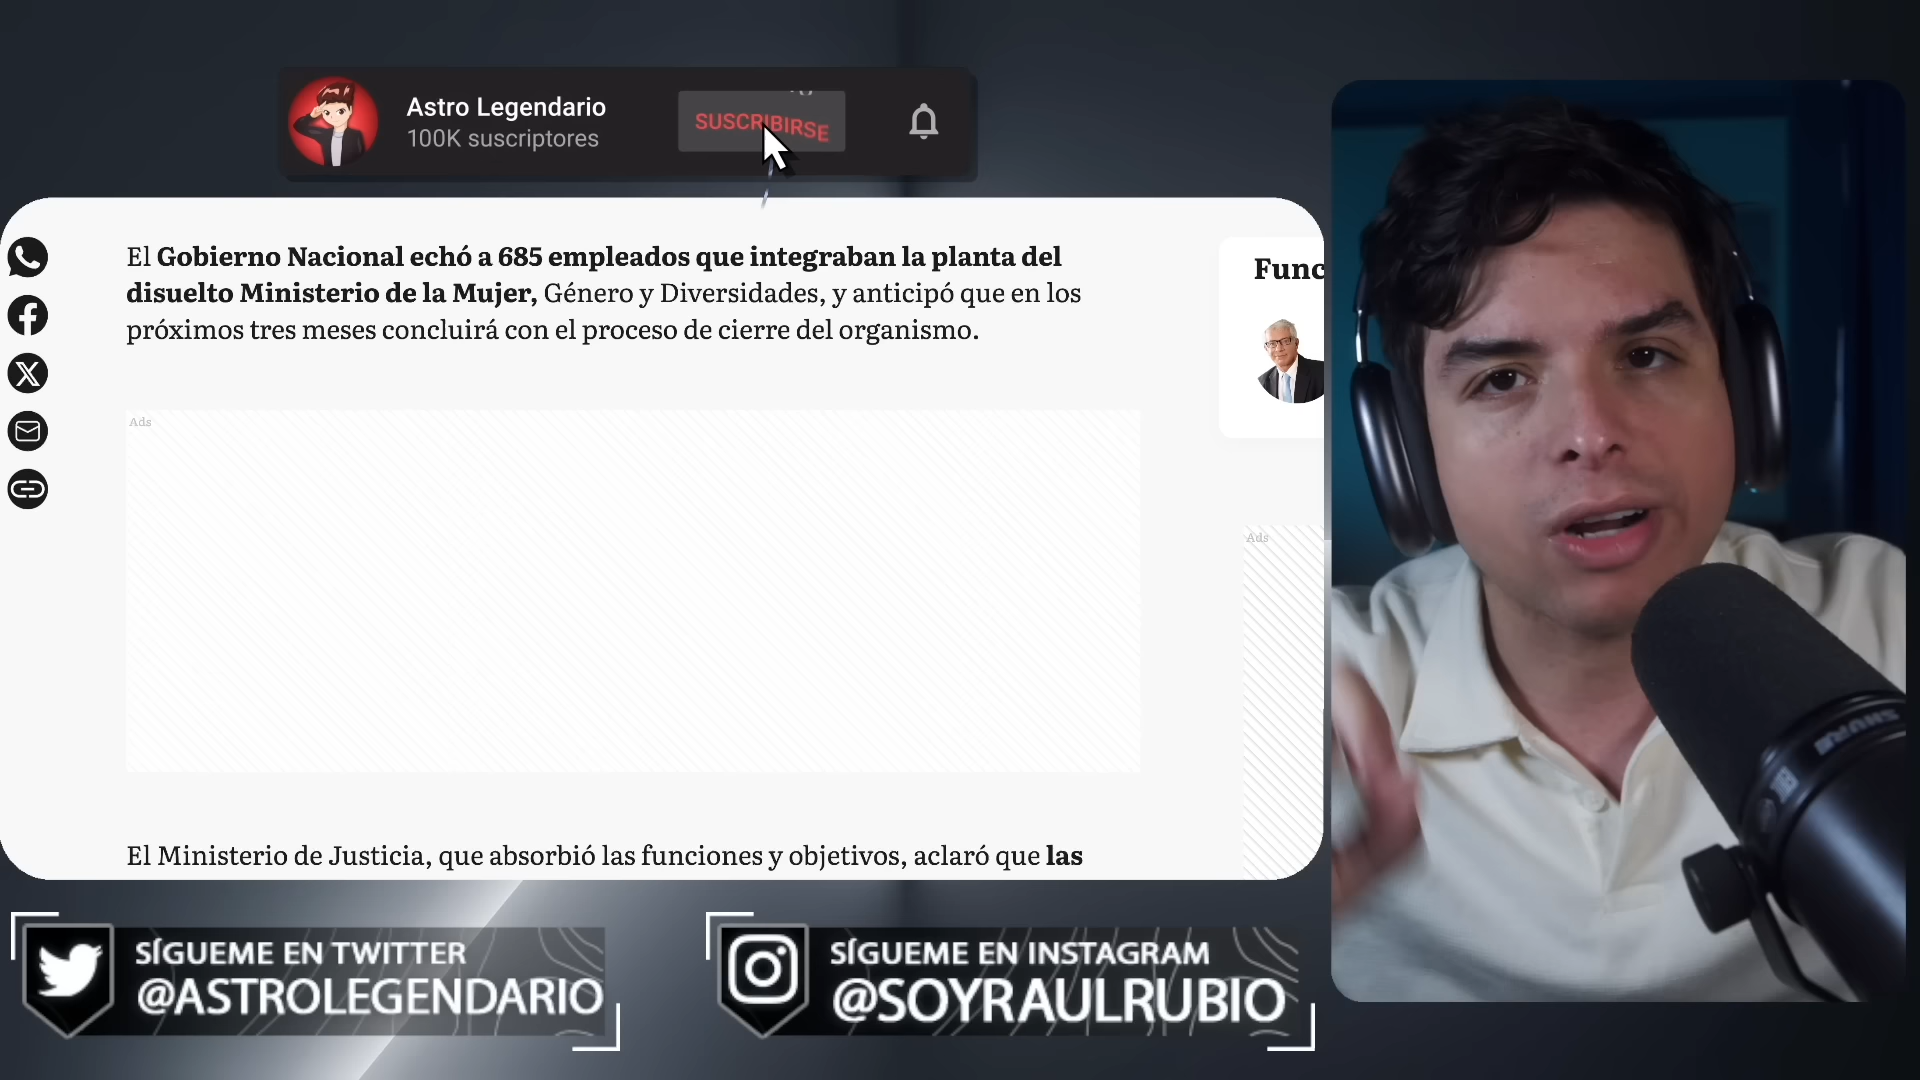 Astro Legendario
100K suscriptores
SUSCRIBIRSE
El Gobierno Nacional echó a 685 empleados que integraban la planta del
disuelto Ministerio de la Mujer, Género y Diversidades, y anticipó que en los
próximos tres meses concluirá con el proceso de cierre del organismo.
Func
Ads
Ads
El Ministerio de Justicia, que absorbió las funciones y objetivos, aclaró que las
SÍGUEME EN TWITTER
@ASTROLEGENDARIO
SÍGUEME EN INSTAGRAM
@SOYRAULRUBIO
SHURE